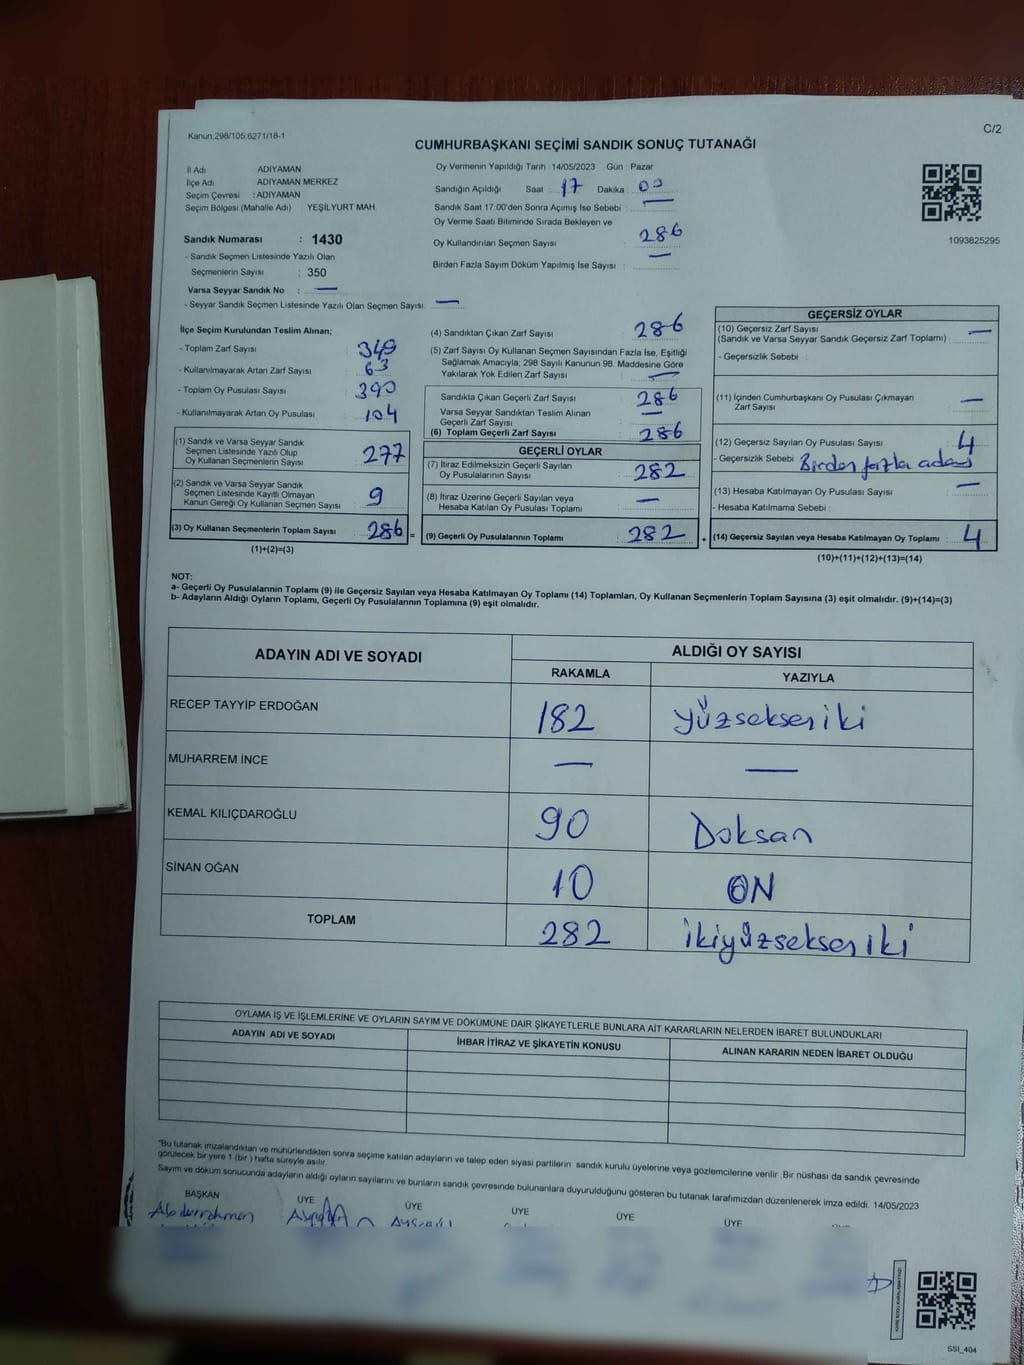 Kanun:298/105;6271/18-1
C/2
CUMHURBAŞKANI SEÇİMİ SANDIK SONUÇ TUTANAĞI
İl Adı ADIYAMAN
İlçe Adı ADIYAMAN MERKEZ
Seçim Çevresi : ADIYAMAN
Seçim Bölgesi (Mahalle Adı) YEŞİLYURT MAH.
Sandık Numarası : 1430
- Sandık Seçmen Listesinde Yazılı Olan
Seçmenlerin Sayısı : 350
Varsa Seyyar Sandık No : —
- Seyyar Sandık Seçmen Listesinde Yazılı Olan Seçmen Sayısı: —
Oy Vermenin Yapıldığı Tarih : 14/05/2023 Gün : Pazar
Sandığın Açıldığı Saat : 17 Dakika : 00
Sandık Saat 17:00'den Sonra Açımış İse Sebebi : —
Oy Verme Saati Bitiminde Sırada Bekleyen ve
Oy Kullandırılan Seçmen Sayısı : 286
Birden Fazla Sayım Döküm Yapılmış İse Sayısı : —
1093825295
İlçe Seçim Kurulundan Teslim Alınan;
- Toplam Zarf Sayısı : 349
- Kullanılmayarak Artan Zarf Sayısı : 63
- Toplam Oy Pusulası Sayısı : 390
- Kullanılmayarak Artan Oy Pusulası : 104
(1) Sandık ve Varsa Seyyar Sandık
Seçmen Listesinde Yazılı Olup
Oy Kullanan Seçmenlerin Sayısı : 277
(2) Sandık ve Varsa Seyyar Sandık
Seçmen Listesinde Kayıtlı Olmayan
Kanun Gereği Oy Kullanan Seçmen Sayısı : 9
(3) Oy Kullanan Seçmenlerin Toplam Sayısı : 286 =
(1)+(2)=(3)
(4) Sandıktan Çıkan Zarf Sayısı : 286
(5) Zarf Sayısı Oy Kullanan Seçmen Sayısından Fazla İse, Eşitliği
Sağlamak Amacıyla, 298 Sayılı Kanunun 98. Maddesine Göre
Yakılarak Yok Edilen Zarf Sayısı : —
Sandıkta Çıkan Geçerli Zarf Sayısı : 286
Varsa Seyyar Sandıktan Teslim Alınan
Geçerli Zarf Sayısı : —
(6) Toplam Geçerli Zarf Sayısı : 286
GEÇERLİ OYLAR
(7) İtiraz Edilmeksizin Geçerli Sayılan
Oy Pusulalarının Sayısı : 282
(8) İtiraz Üzerine Geçerli Sayılan veya
Hesaba Katılan Oy Pusulası Toplamı : —
(9) Geçerli Oy Pusulalarının Toplamı : 282 +
GEÇERSİZ OYLAR
(10) Geçersiz Zarf Sayısı
(Sandık ve Varsa Seyyar Sandık Geçersiz Zarf Toplamı) : —
- Geçersizlik Sebebi :
(11) İçinden Cumhurbaşkanı Oy Pusulası Çıkmayan
Zarf Sayısı : —
(12) Geçersiz Sayılan Oy Pusulası Sayısı : 4
- Geçersizlik Sebebi : Birden fazla
(13) Hesaba Katılmayan Oy Pusulası Sayısı : —
- Hesaba Katılmama Sebebi :
(14) Geçersiz Sayılan veya Hesaba Katılmayan Oy Toplamı : 4
(10)+(11)+(12)+(13)=(14)
NOT:
a- Geçerli Oy Pusulalarının Toplamı (9) ile Geçersiz Sayılan veya Hesaba Katılmayan Oy Toplamı (14) Toplamları, Oy Kullanan Seçmenlerin Toplam Sayısına (3) eşit olmalıdır. (9)+(14)=(3)
b- Adayların Aldığı Oyların Toplamı, Geçerli Oy Pusulalarının Toplamına (9) eşit olmalıdır.
ADAYIN ADI VE SOYADI ALDIĞI OY SAYISI
RAKAMLA YAZIYLA
RECEP TAYYİP ERDOĞAN 182 yüzseksen iki
MUHARREM İNCE — —
KEMAL KILIÇDAROĞLU 90 Doksan
SİNAN OĞAN 10 ON
TOPLAM 282 ikiyüzseksen iki
OYLAMA İŞ VE İŞLEMLERİNE VE OYLARIN SAYIM VE DÖKÜMÜNE DAİR ŞİKAYETLERLE BUNLARA AİT KARARLARIN NELERDEN İBARET BULUNDUKLARI
ADAYIN ADI VE SOYADI İHBAR İTİRAZ VE ŞİKAYETİN KONUSU ALINAN KARARIN NEDEN İBARET OLDUĞU
"Bu tutanak imzalandıktan ve mühürlendikten sonra seçime katılan adayların ve talep eden siyasi partilerin sandık kurulu üyelerine veya gözlemcilerine verilir. Bir nüshası da sandık çevresinde
görülecek bir yere 1 (bir) hafta süreyle asılır.
Sayım ve döküm sonucunda adayların aldığı oyların sayılarını ve bunların sandık çevresinde bulunanlara duyurulduğunu gösteren bu tutanak tarafımızdan düzenlenerek imza edildi. 14/05/2023
BAŞKAN ÜYE ÜYE ÜYE ÜYE ÜYE
Abdurrahman
SSI_404